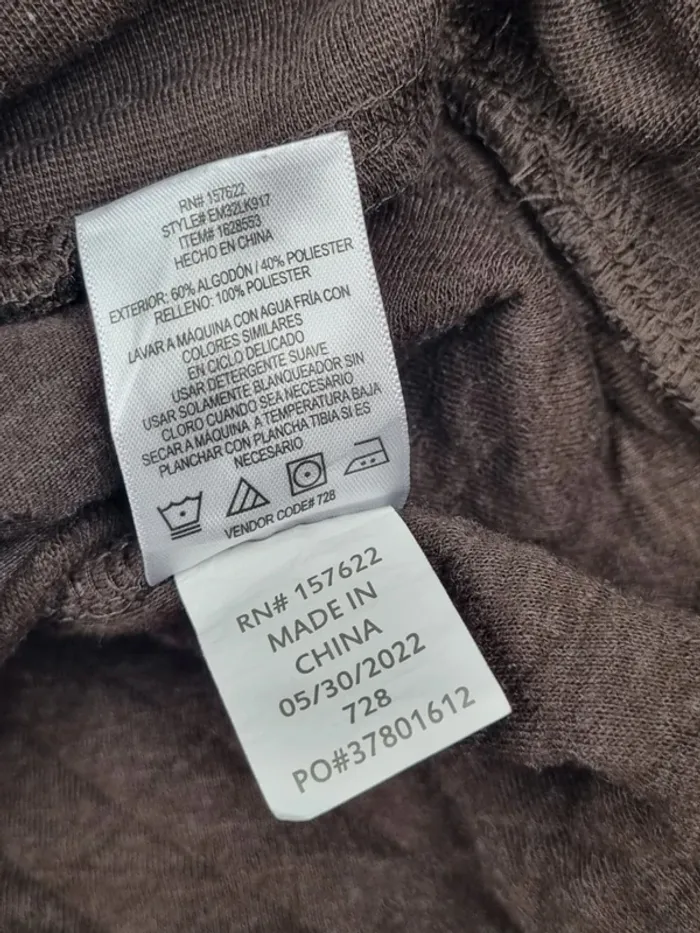 RN# 157622
STYLE# EM32LK917
ITEM# 1628553
HECHO EN CHINA
EXTERIOR: 60% ALGODÓN / 40% POLIESTER
RELLENO: 100% POLIESTER
LAVAR A MÁQUINA CON AGUA FRÍA CON
COLORES SIMILARES
EN CICLO DELICADO
USAR DETERGENTE SUAVE
USAR SOLAMENTE BLANQUEADOR SIN
CLORO CUANDO SEA NECESARIO
SECAR A MÁQUINA A TEMPERATURA BAJA
PLANCHAR CON PLANCHA TIBIA SI ES
NECESARIO
VENDOR CODE# 728
RN# 157622
MADE IN
CHINA
05/30/2022
728
PO#37801612